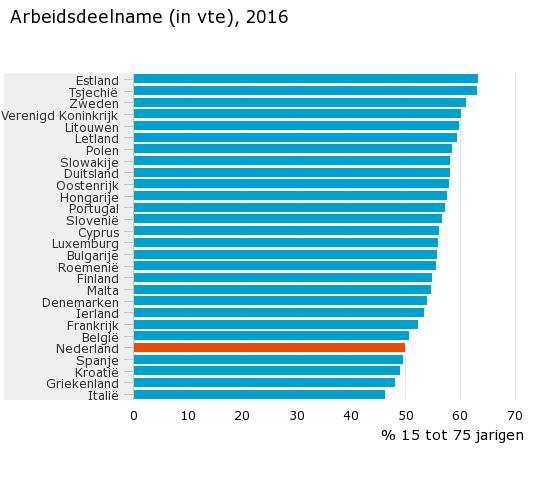 Arbeidsdeelname (in vte), 2016
Estland
Tsjechië
Zweden
Verenigd Koninkrijk
Litouwen
Letland
Polen
Slowakije
Duitsland
Oostenrijk
Hongarije
Portugal
Slovenië
Cyprus
Luxemburg
Bulgarije
Roemenië
Finland
Malta
Denemarken
Ierland
Frankrijk
België
Nederland
Spanje
Kroatië
Griekenland
Italië
0 10 20 30 40 50 60 70
% 15 tot 75 jarigen